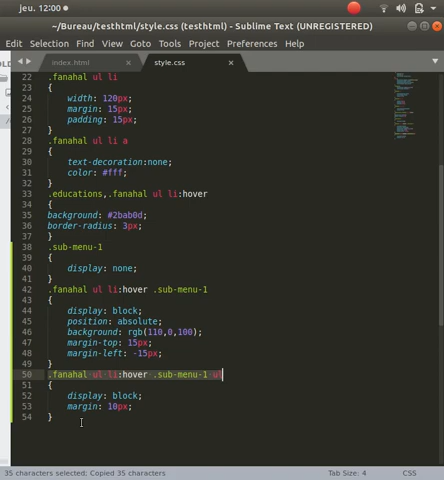 jeu. 12:00
~/Bureau/testhtml/style.css (testhtml) - Sublime Text (UNREGISTERED)
Edit Selection Find View Goto Tools Project Preferences Help
OLD
index.html × style.css ×
22 .fanahal ul li
23 {
24 width: 120px;
25 margin: 15px;
26 padding: 15px;
27 }
28 .fanahal ul li a
29 {
30 text-decoration:none;
31 color: #fff;
32 }
33 .educations,.fanahal ul li:hover
34 {
35 background: #2bab0d;
36 border-radius: 3px;
37 }
38 .sub-menu-1
39 {
40 display: none;
41 }
42 .fanahal ul li:hover .sub-menu-1
43 {
44 display: block;
45 position: absolute;
46 background: rgb(110,0,100);
47 margin-top: 15px;
48 margin-left: -15px;
49 }
50 .fanahal ul li:hover .sub-menu-1 ul
51 {
52 display: block;
53 margin: 10px;
54 }
35 characters selected: Copied 35 characters Tab Size: 4 CSS